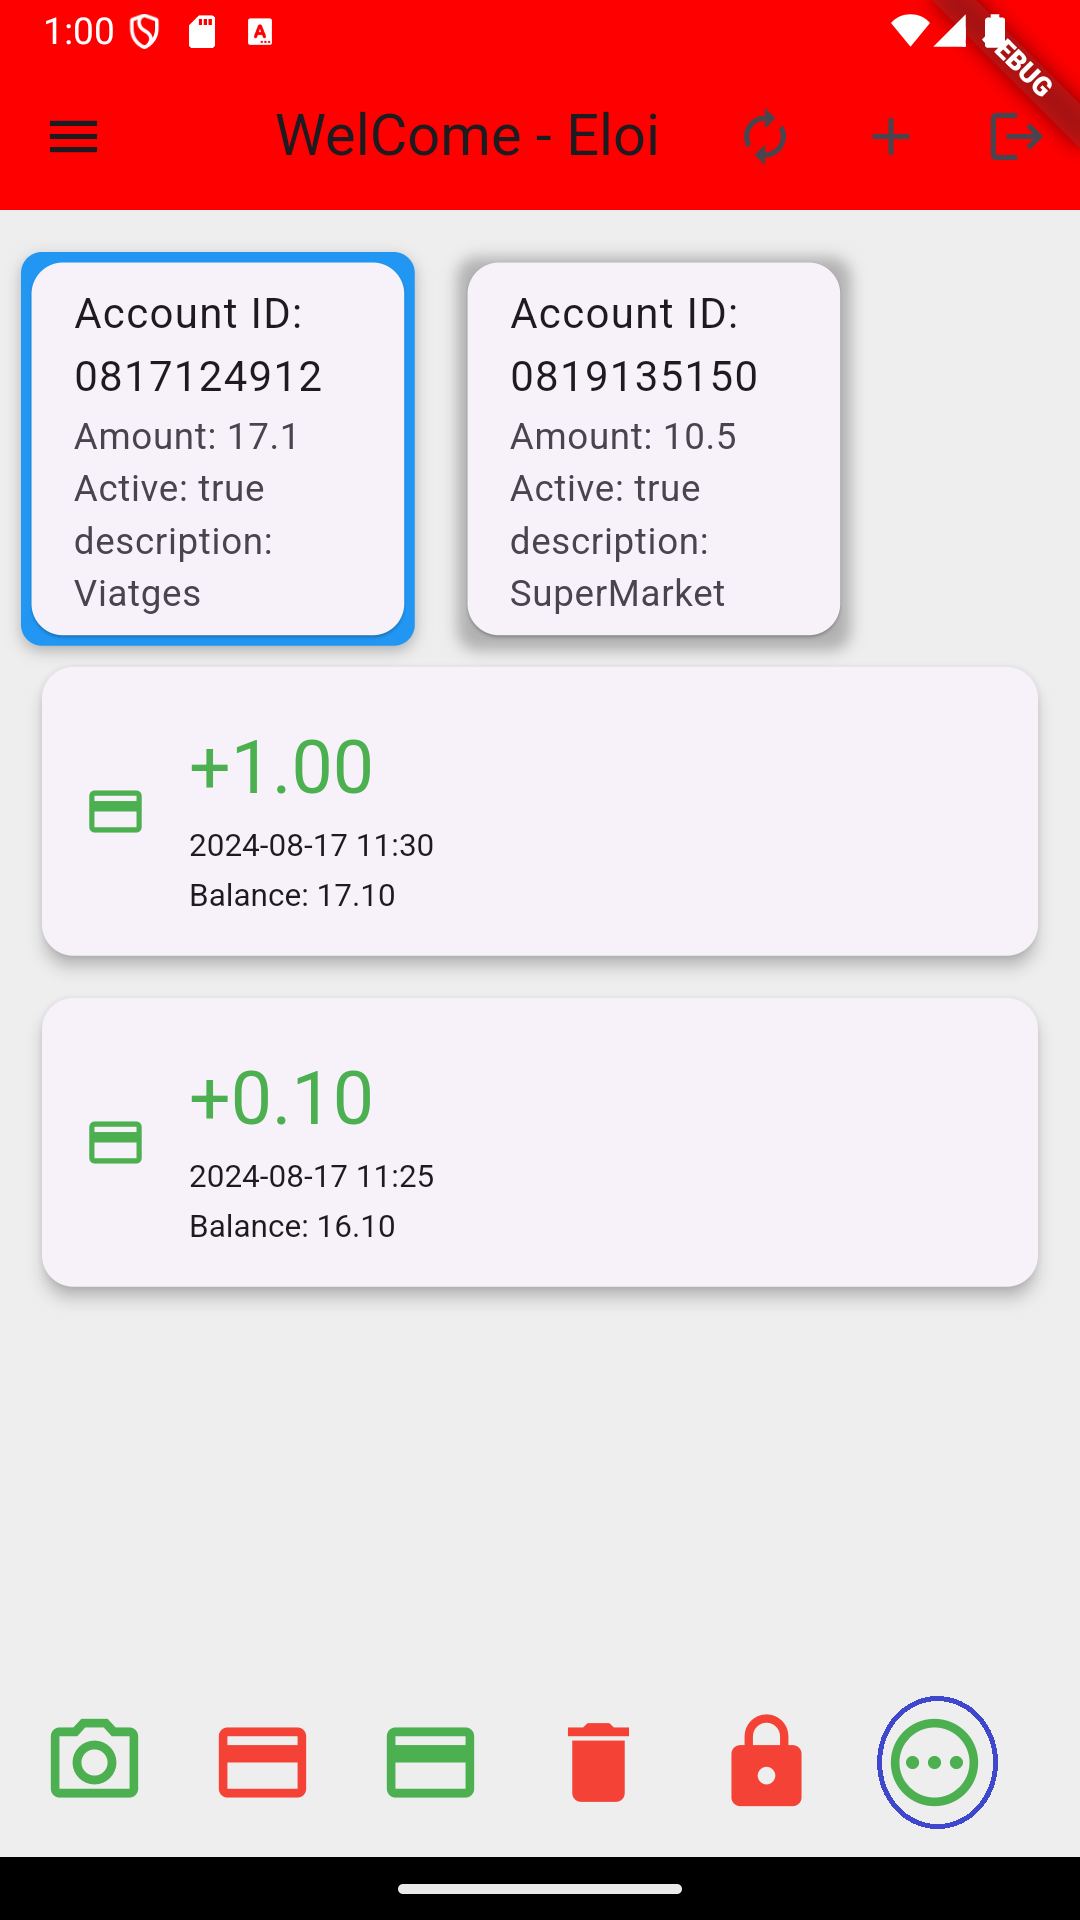 1:00
DEBUG
WelCome - Eloi
Account ID:
0817124912
Amount: 17.1
Active: true
description:
Viatges
Account ID:
0819135150
Amount: 10.5
Active: true
description:
SuperMarket
+1.00
2024-08-17 11:30
Balance: 17.10
+0.10
2024-08-17 11:25
Balance: 16.10